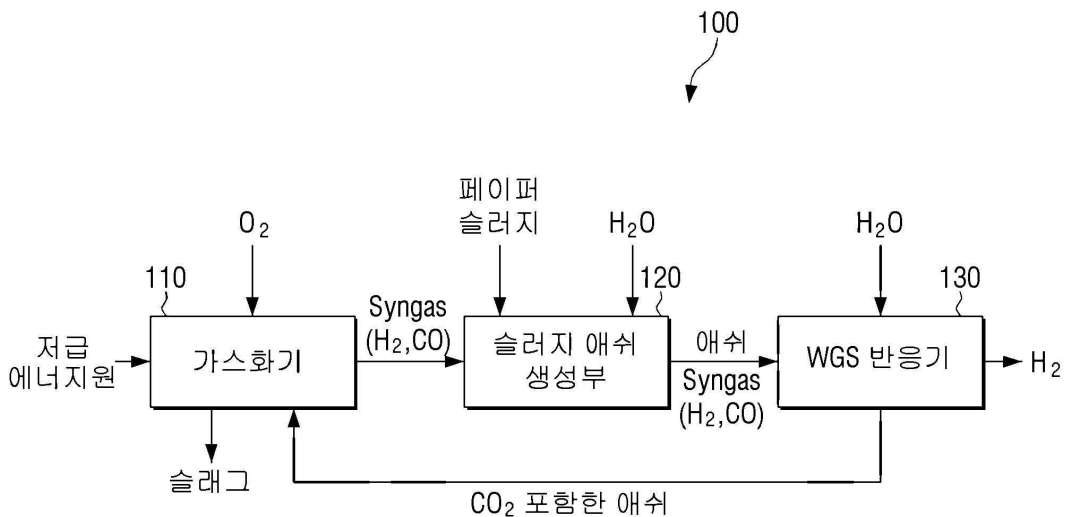 100
페이퍼
슬러지
O₂
H₂O
H₂O
110
120
130
저급
에너지원
가스화기
Syngas
(H₂,CO)
슬러지 애쉬
생성부
애쉬
Syngas
(H₂,CO)
WGS 반응기
H₂
슬래그
CO₂ 포함한 애쉬